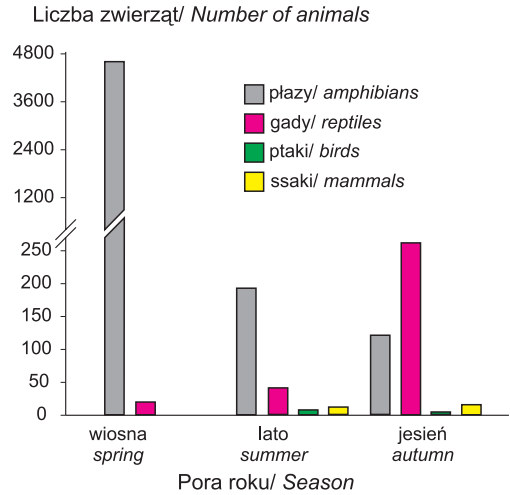 Liczba zwierząt/ Number of animals
4800
3600
2400
1200
250
200
150
100
50
0
płazy/ amphibians
gady/ reptiles
ptaki/ birds
ssaki/ mammals
wiosna
spring
lato
summer
jesień
autumn
Pora roku/ Season